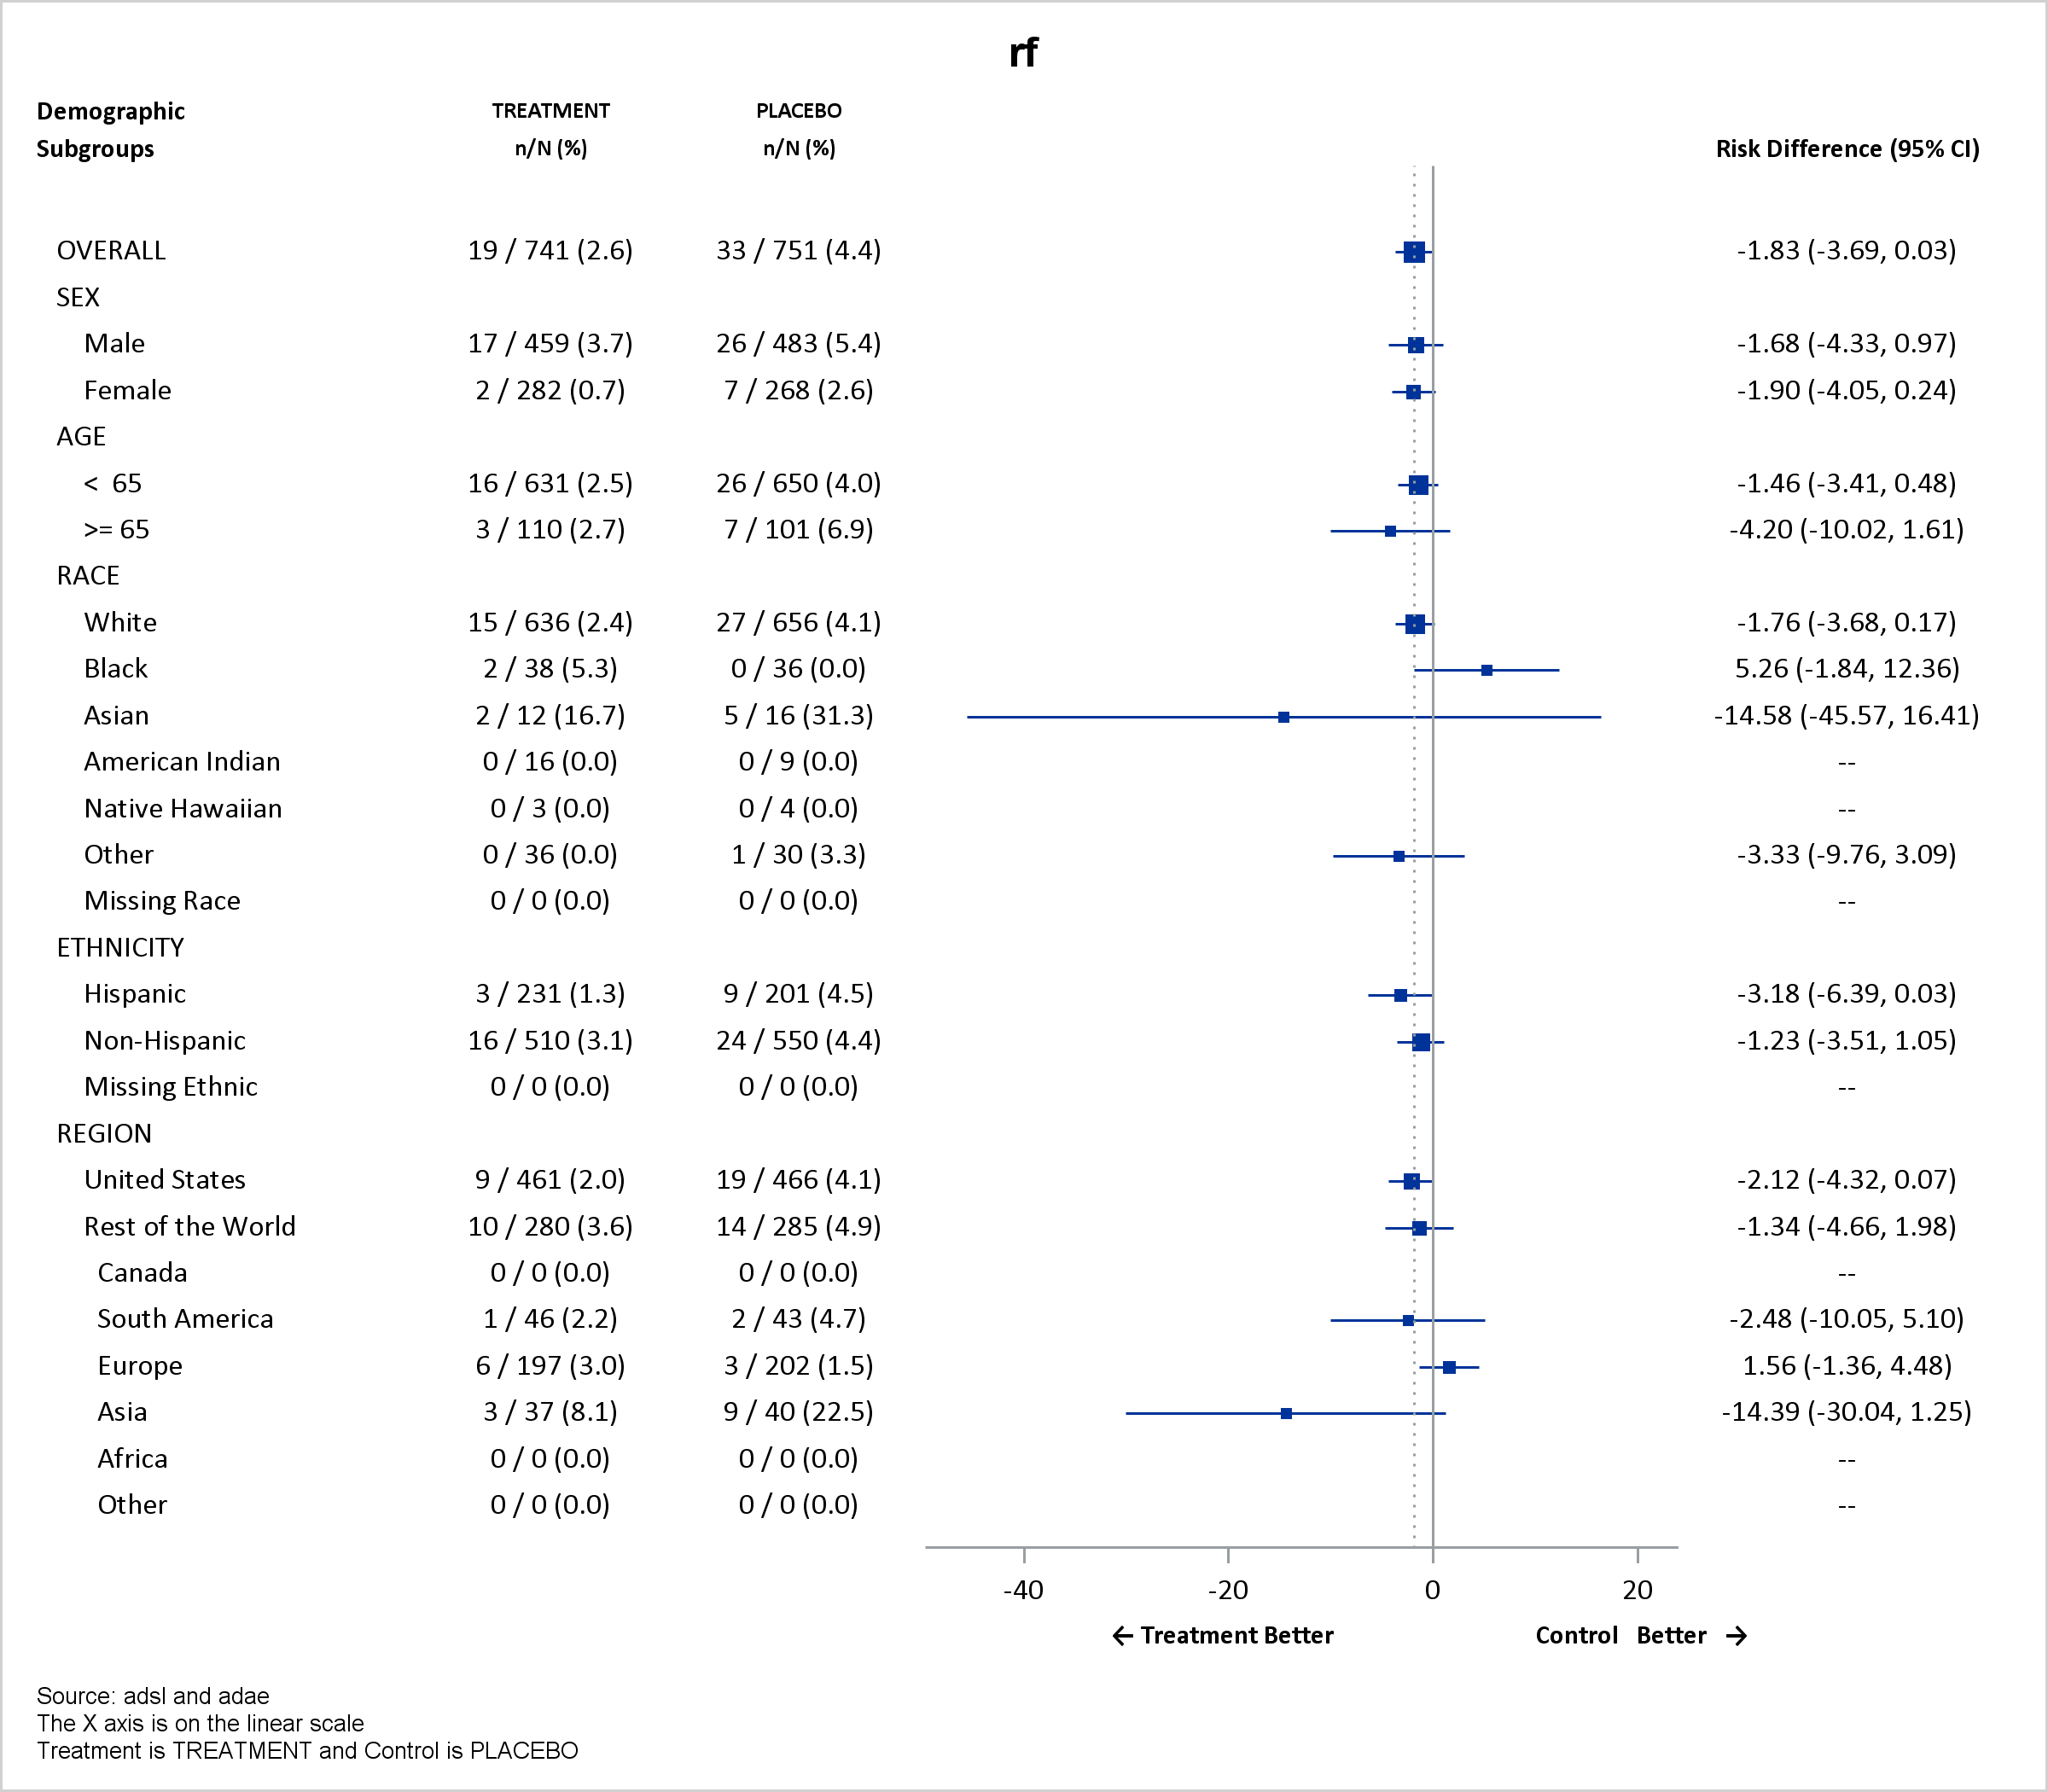 rf
Demographic TREATMENT PLACEBO
Subgroups n/N (%) n/N (%) Risk Difference (95% CI)
OVERALL 19 / 741 (2.6) 33 / 751 (4.4) -1.83 (-3.69, 0.03)
SEX
Male 17 / 459 (3.7) 26 / 483 (5.4) -1.68 (-4.33, 0.97)
Female 2 / 282 (0.7) 7 / 268 (2.6) -1.90 (-4.05, 0.24)
AGE
< 65 16 / 631 (2.5) 26 / 650 (4.0) -1.46 (-3.41, 0.48)
>= 65 3 / 110 (2.7) 7 / 101 (6.9) -4.20 (-10.02, 1.61)
RACE
White 15 / 636 (2.4) 27 / 656 (4.1) -1.76 (-3.68, 0.17)
Black 2 / 38 (5.3) 0 / 36 (0.0) 5.26 (-1.84, 12.36)
Asian 2 / 12 (16.7) 5 / 16 (31.3) -14.58 (-45.57, 16.41)
American Indian 0 / 16 (0.0) 0 / 9 (0.0) --
Native Hawaiian 0 / 3 (0.0) 0 / 4 (0.0) --
Other 0 / 36 (0.0) 1 / 30 (3.3) -3.33 (-9.76, 3.09)
Missing Race 0 / 0 (0.0) 0 / 0 (0.0) --
ETHNICITY
Hispanic 3 / 231 (1.3) 9 / 201 (4.5) -3.18 (-6.39, 0.03)
Non-Hispanic 16 / 510 (3.1) 24 / 550 (4.4) -1.23 (-3.51, 1.05)
Missing Ethnic 0 / 0 (0.0) 0 / 0 (0.0) --
REGION
United States 9 / 461 (2.0) 19 / 466 (4.1) -2.12 (-4.32, 0.07)
Rest of the World 10 / 280 (3.6) 14 / 285 (4.9) -1.34 (-4.66, 1.98)
Canada 0 / 0 (0.0) 0 / 0 (0.0) --
South America 1 / 46 (2.2) 2 / 43 (4.7) -2.48 (-10.05, 5.10)
Europe 6 / 197 (3.0) 3 / 202 (1.5) 1.56 (-1.36, 4.48)
Asia 3 / 37 (8.1) 9 / 40 (22.5) -14.39 (-30.04, 1.25)
Africa 0 / 0 (0.0) 0 / 0 (0.0) --
Other 0 / 0 (0.0) 0 / 0 (0.0) --
-40 -20 0 20
← Treatment Better Control Better →
Source: adsl and adae
The X axis is on the linear scale
Treatment is TREATMENT and Control is PLACEBO